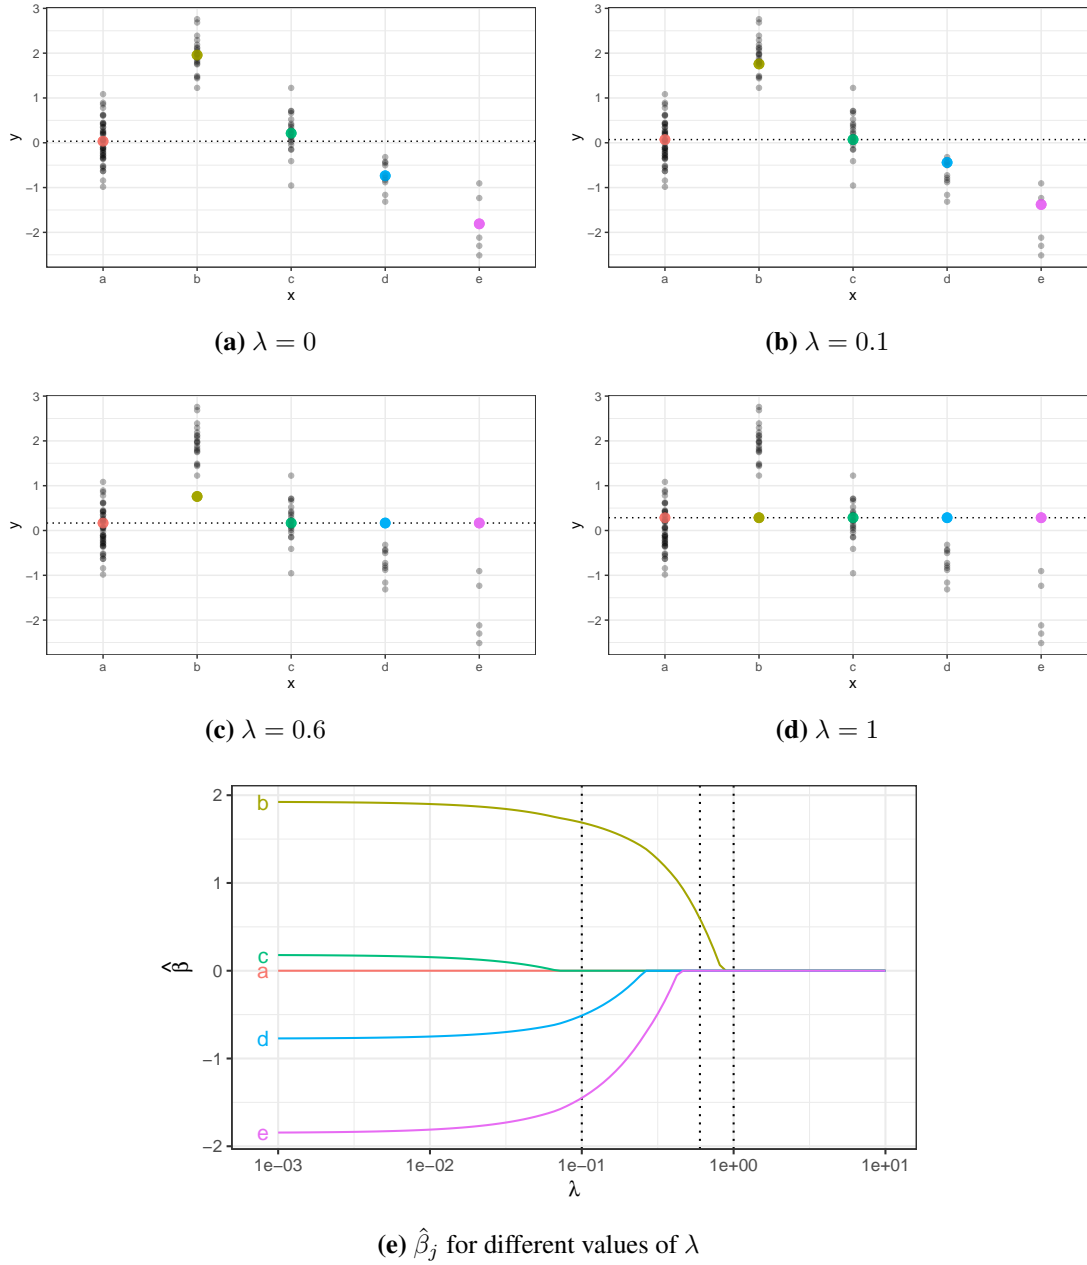 3
2
1
0
−1
−2
y
a b c d e
x
(a) λ = 0
3
2
1
0
−1
−2
y
a b c d e
x
(b) λ = 0.1
3
2
1
0
−1
−2
y
a b c d e
x
(c) λ = 0.6
3
2
1
0
−1
−2
y
a b c d e
x
(d) λ = 1
2
1
0
−1
−2
β̂
b
c
a
d
e
1e−03 1e−02 1e−01 1e+00 1e+01
λ
(e) β̂j for different values of λ